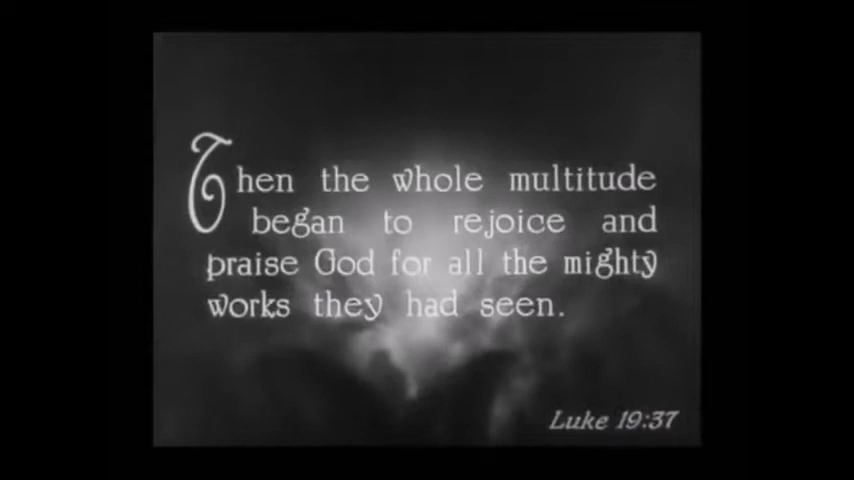 Then the whole multitude
began to rejoice and
praise God for all the mighty
works they had seen.
Luke 19:37